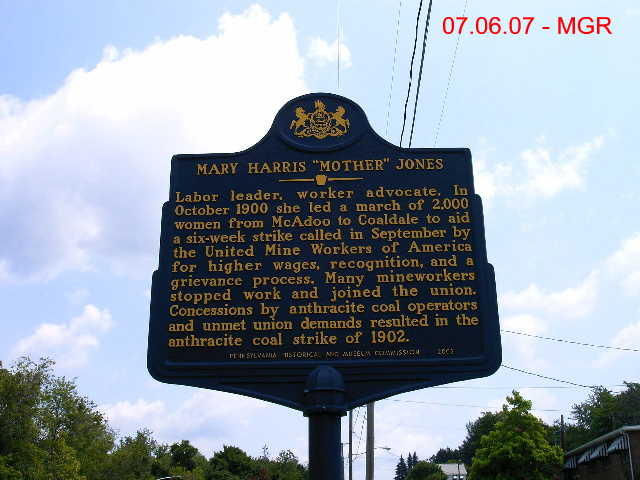 07.06.07 - MGR
MARY HARRIS "MOTHER" JONES
Labor leader, worker advocate. In
October 1900 she led a march of 2,000
women from McAdoo to Coaldale to aid
a six-week strike called in September by
the United Mine Workers of America
for higher wages, recognition, and a
grievance process. Many mineworkers
stopped work and joined the union.
Concessions by anthracite coal operators
and unmet union demands resulted in the
anthracite coal strike of 1902.
PENNSYLVANIA HISTORICAL AND MUSEUM COMMISSION